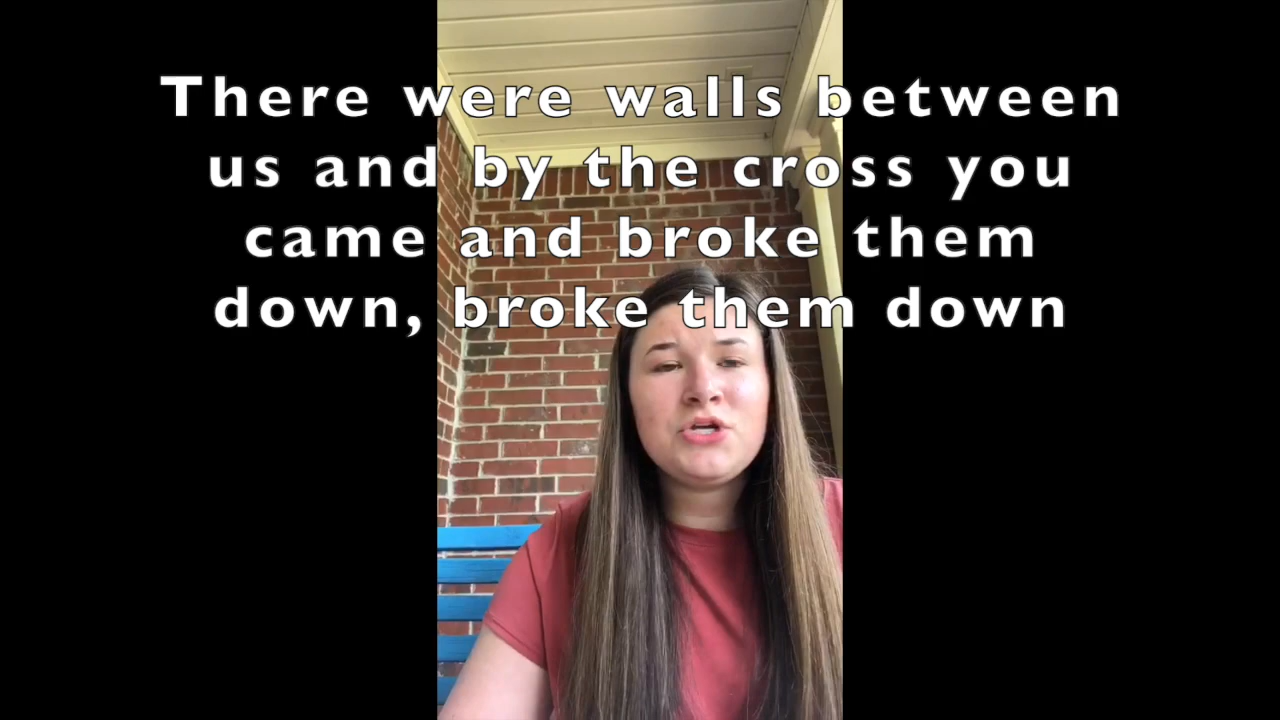 There were walls between
us and by the cross you
came and broke them
down, broke them down